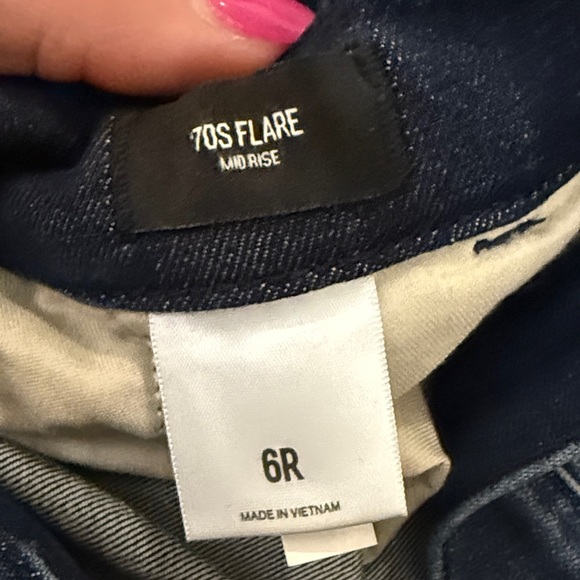 70S FLARE
MID RISE
6R
MADE IN VIETNAM